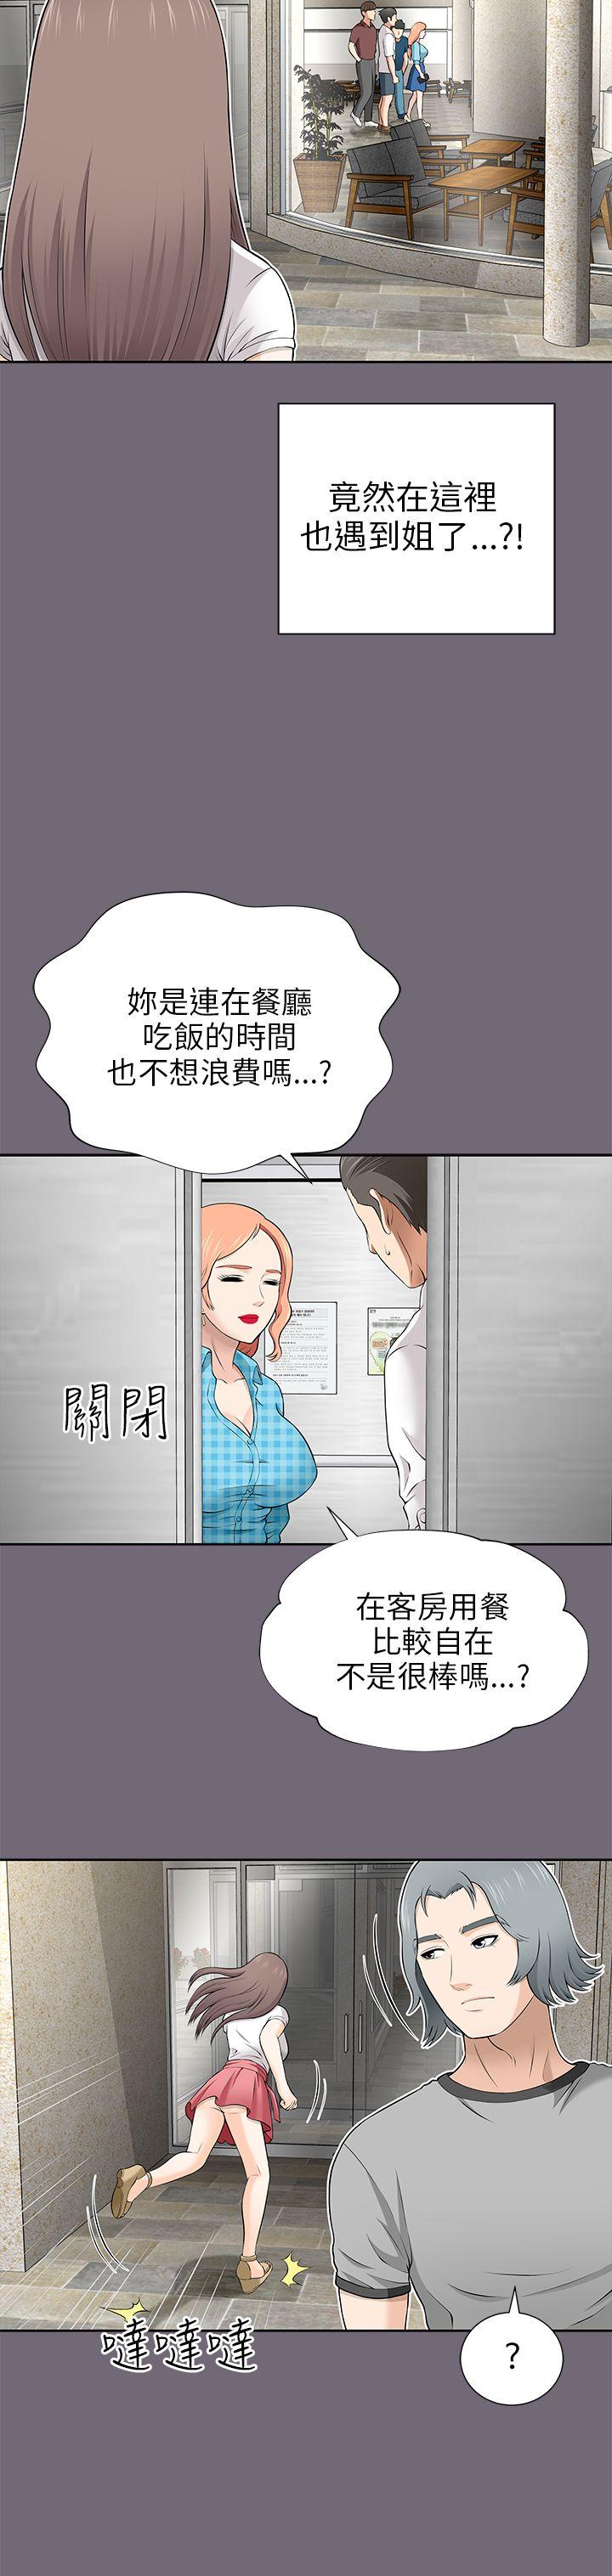 竟然在這裡
也遇到姐了...?!
妳是連在餐廳
吃飯的時間
也不想浪費嗎...?
關閉
在客房用餐
比較自在
不是很棒嗎...?
噠噠噠
?